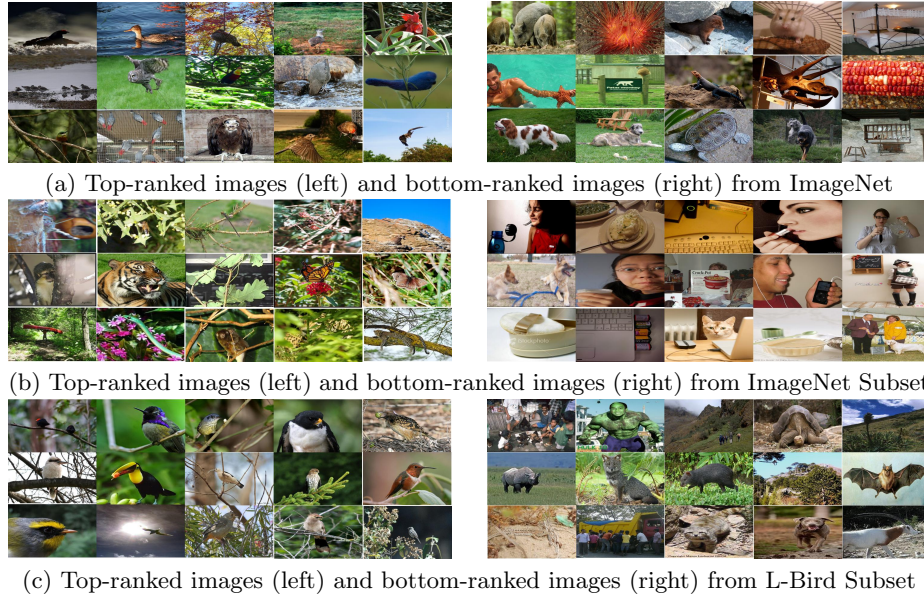 (a) Top-ranked images (left) and bottom-ranked images (right) from ImageNet
(b) Top-ranked images (left) and bottom-ranked images (right) from ImageNet Subset
(c) Top-ranked images (left) and bottom-ranked images (right) from L-Bird Subset